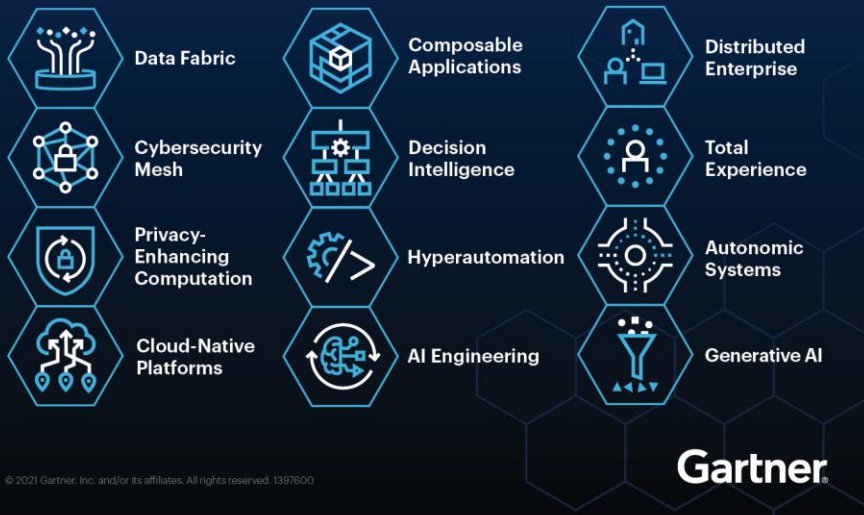 Data Fabric
Cybersecurity
Mesh
Privacy-
Enhancing
Computation
Cloud-Native
Platforms
Composable
Applications
Decision
Intelligence
Hyperautomation
AI Engineering
Distributed
Enterprise
Total
Experience
Autonomic
Systems
Generative AI
© 2021 Gartner, Inc. and/or its affiliates. All rights reserved. 1397600
Gartner®